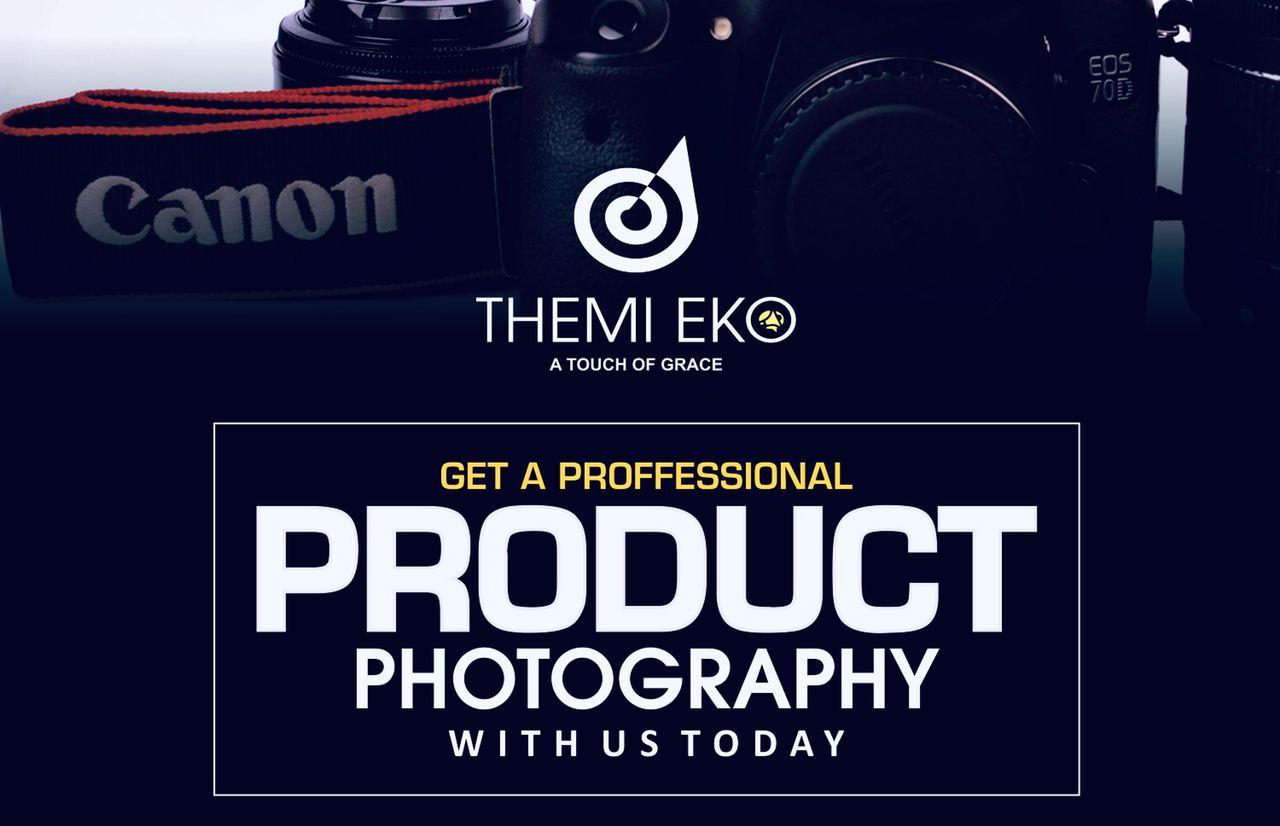 EOS
70D
Canon
THEMI EKO
A TOUCH OF GRACE
GET A PROFFESSIONAL
PRODUCT
PHOTOGRAPHY
WITH US TODAY